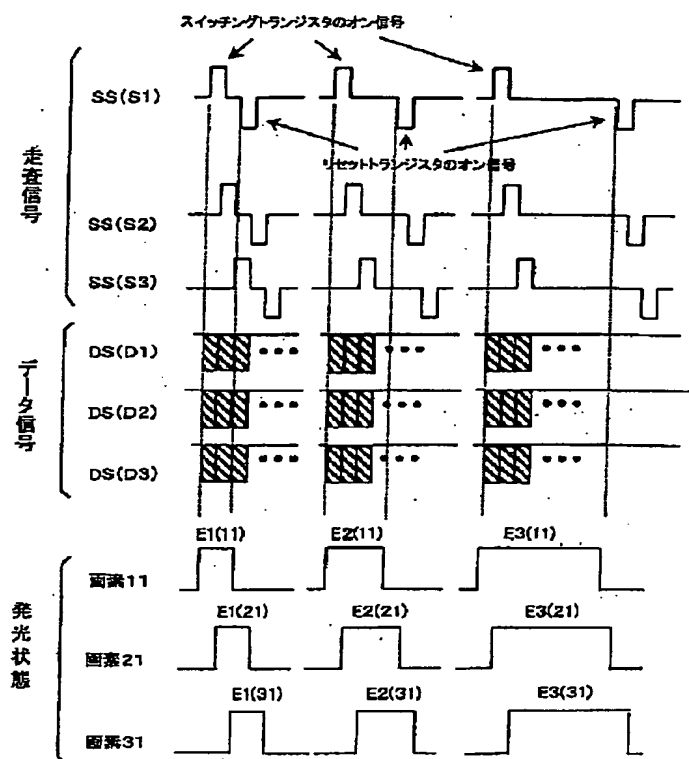 スイッチングトランジスタのオン信号
SS(S1)
リセットトランジスタのオン信号
走査信号
SS(S2)
SS(S3)
データ信号
DS(D1)
DS(D2)
DS(D3)
E1(11) E2(11) E3(11)
画素11
発光状態
E1(21) E2(21) E3(21)
画素21
E1(31) E2(31) E3(31)
画素31